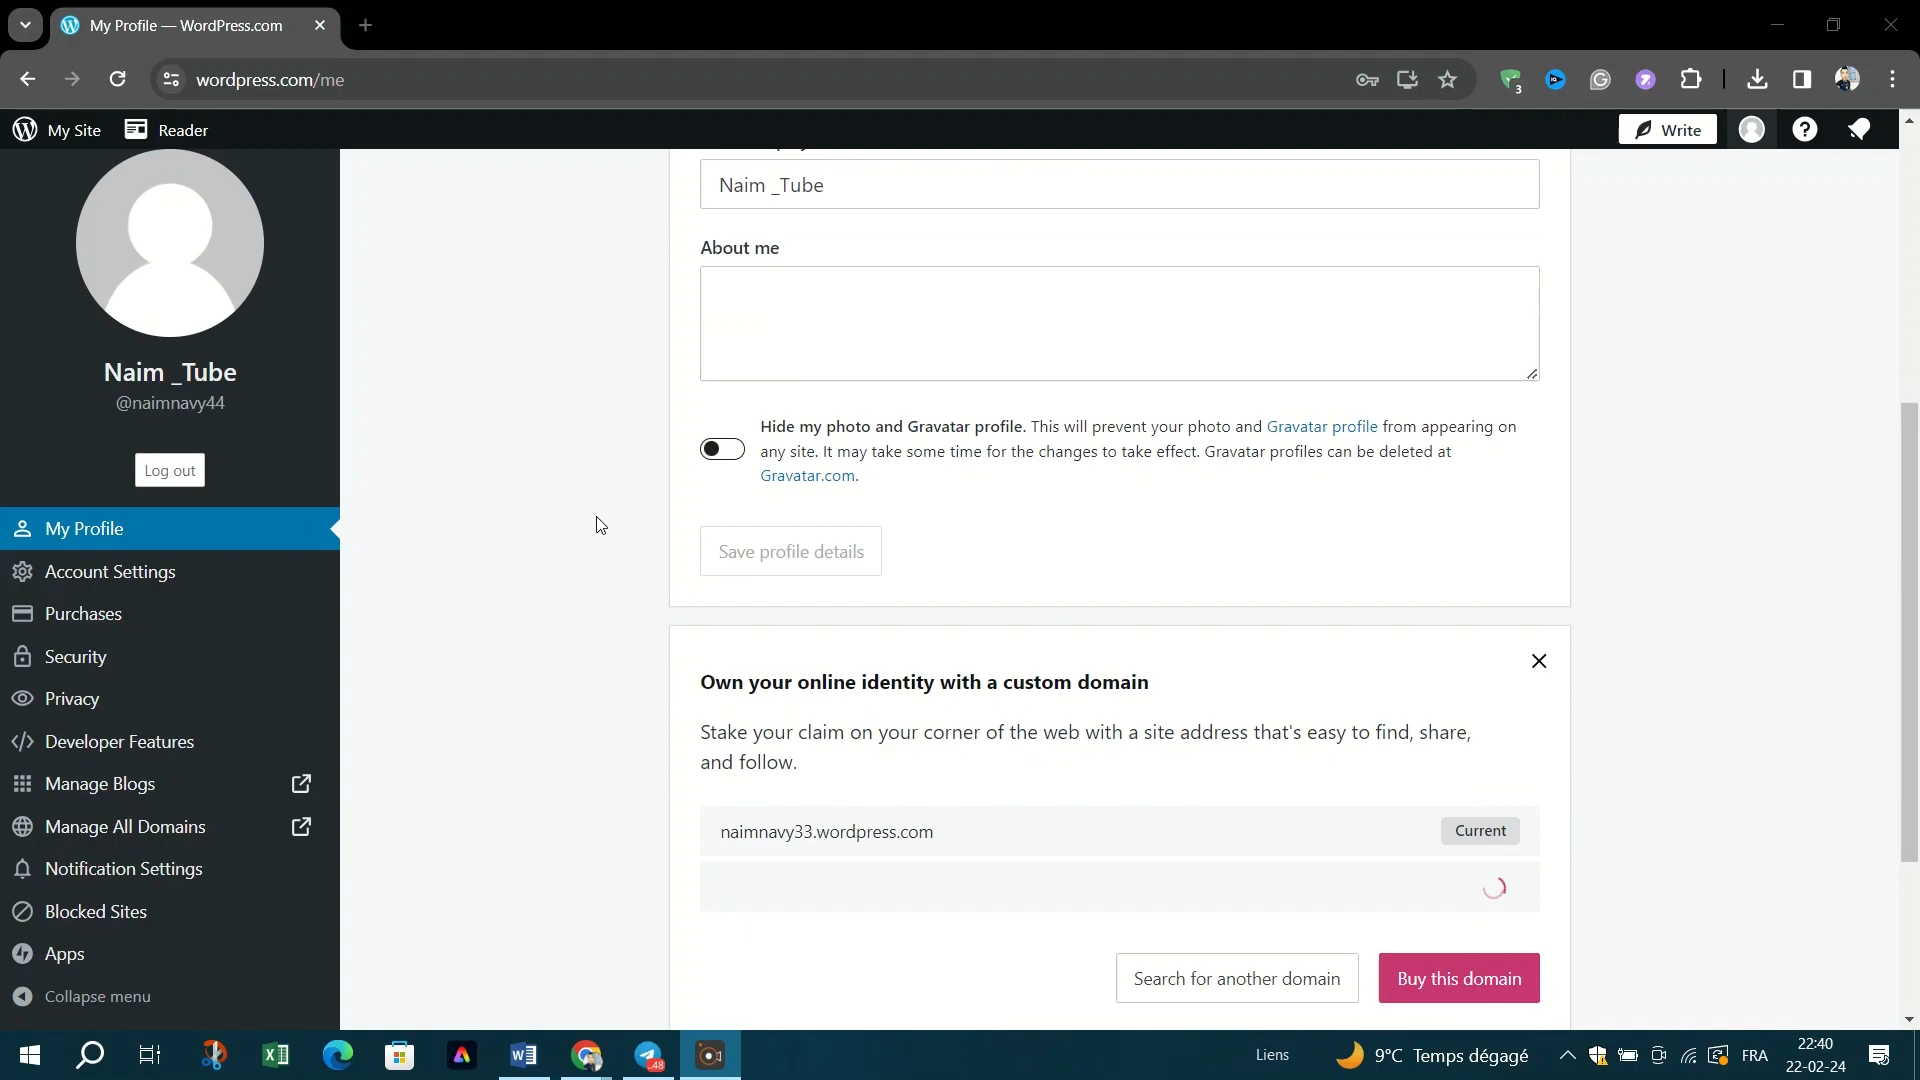 My Profile — WordPress.com
wordpress.com/me
3
My Site
Reader
Write
Naim _Tube
@naimnavy44
Log out
My Profile
Account Settings
Purchases
Security
Privacy
Developer Features
Manage Blogs
Manage All Domains
Notification Settings
Blocked Sites
Apps
Collapse menu
Naim _Tube
About me
Hide my photo and Gravatar profile. This will prevent your photo and Gravatar profile from appearing on
any site. It may take some time for the changes to take effect. Gravatar profiles can be deleted at
Gravatar.com.
Save profile details
Own your online identity with a custom domain
Stake your claim on your corner of the web with a site address that's easy to find, share,
and follow.
naimnavy33.wordpress.com
Current
Search for another domain
Buy this domain
48
Liens
9°C Temps dégagé
FRA
22:40
22-02-24